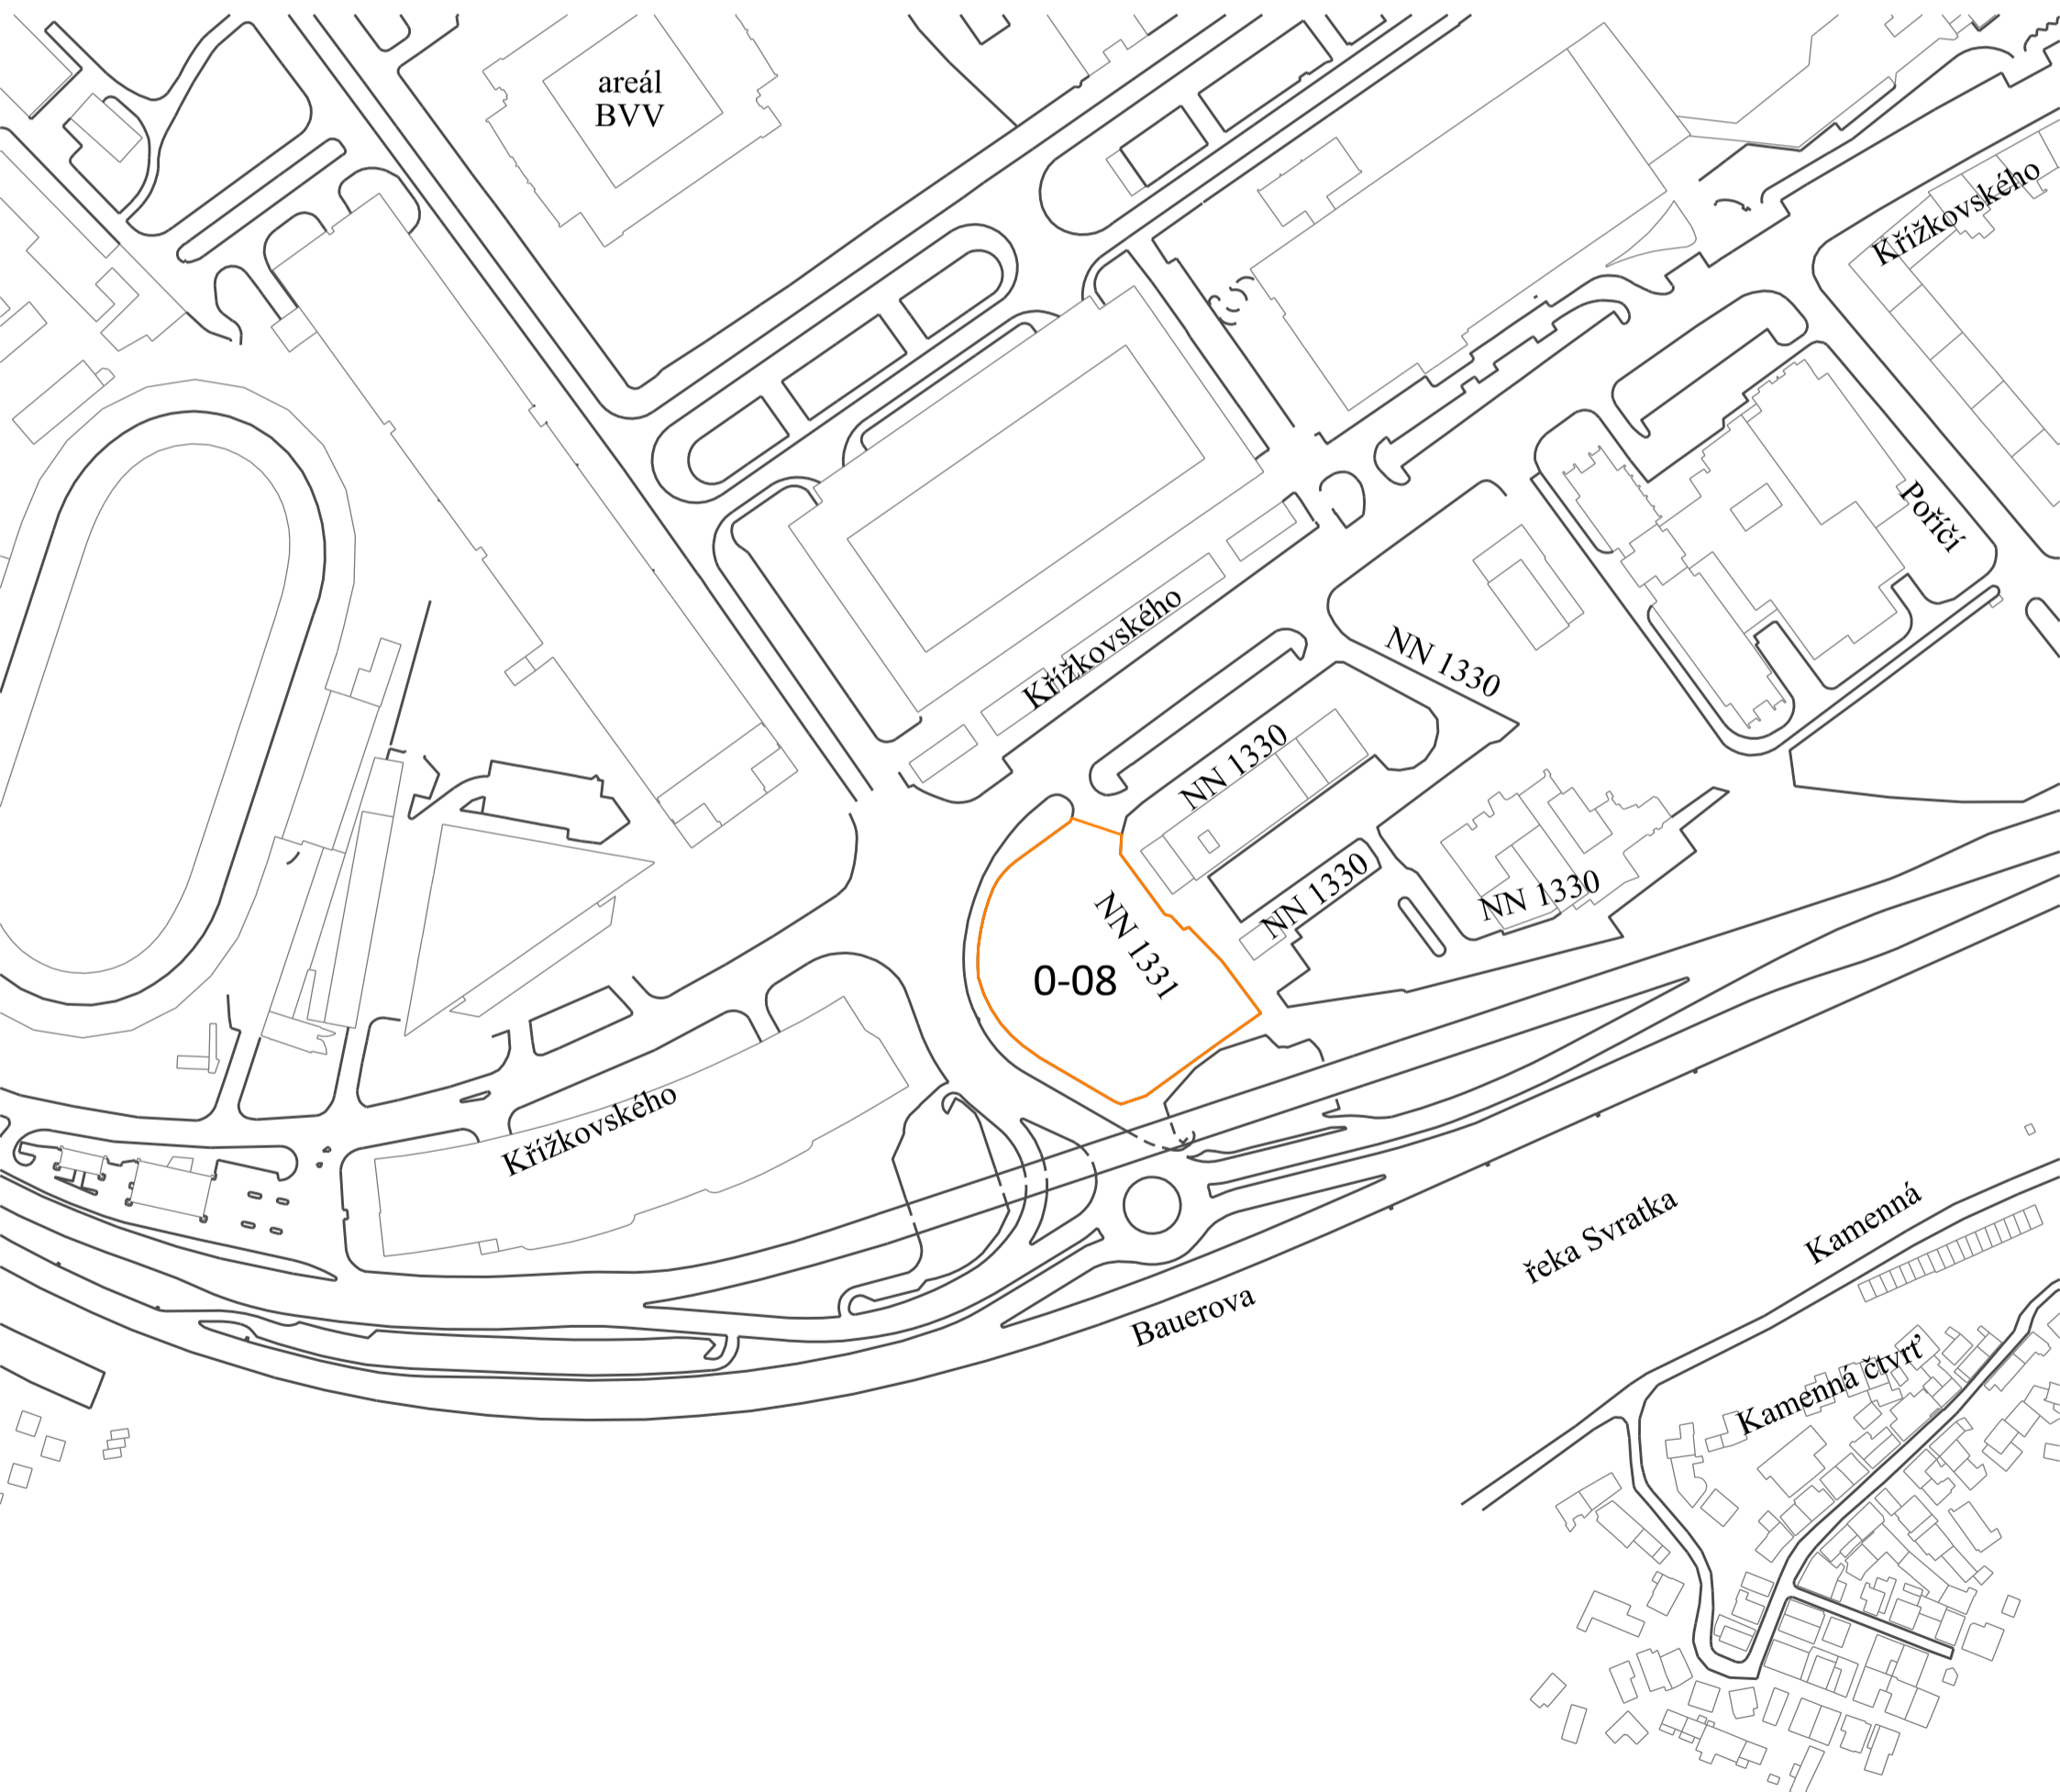 areál
BVV
Křížkovského
Poříčí
Křížkovského
NN 1330
NN 1330
NN 1330
NN 1330
NN 1331
0-08
Křížkovského
řeka Svratka
Kamenná
Bauerova
Kamenná čtvrť